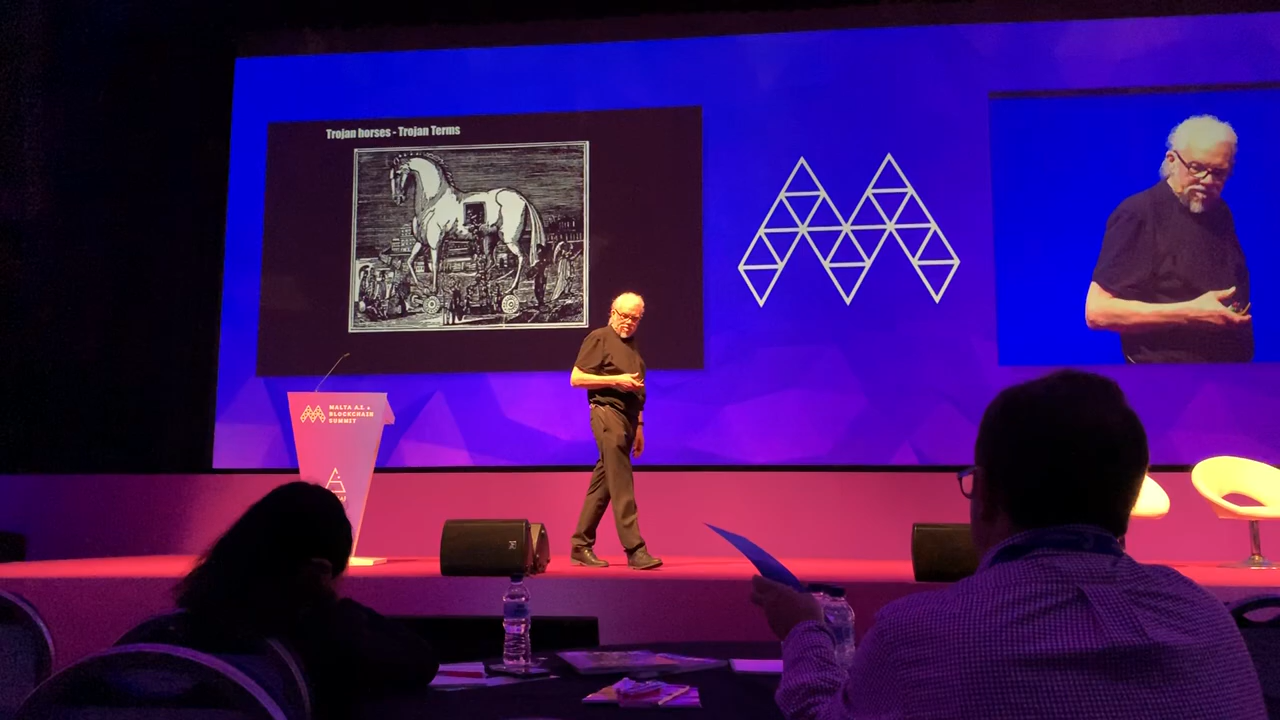 Trojan horses - Trojan Terms
MALTA A.I. &
BLOCKCHAIN
SUMMIT